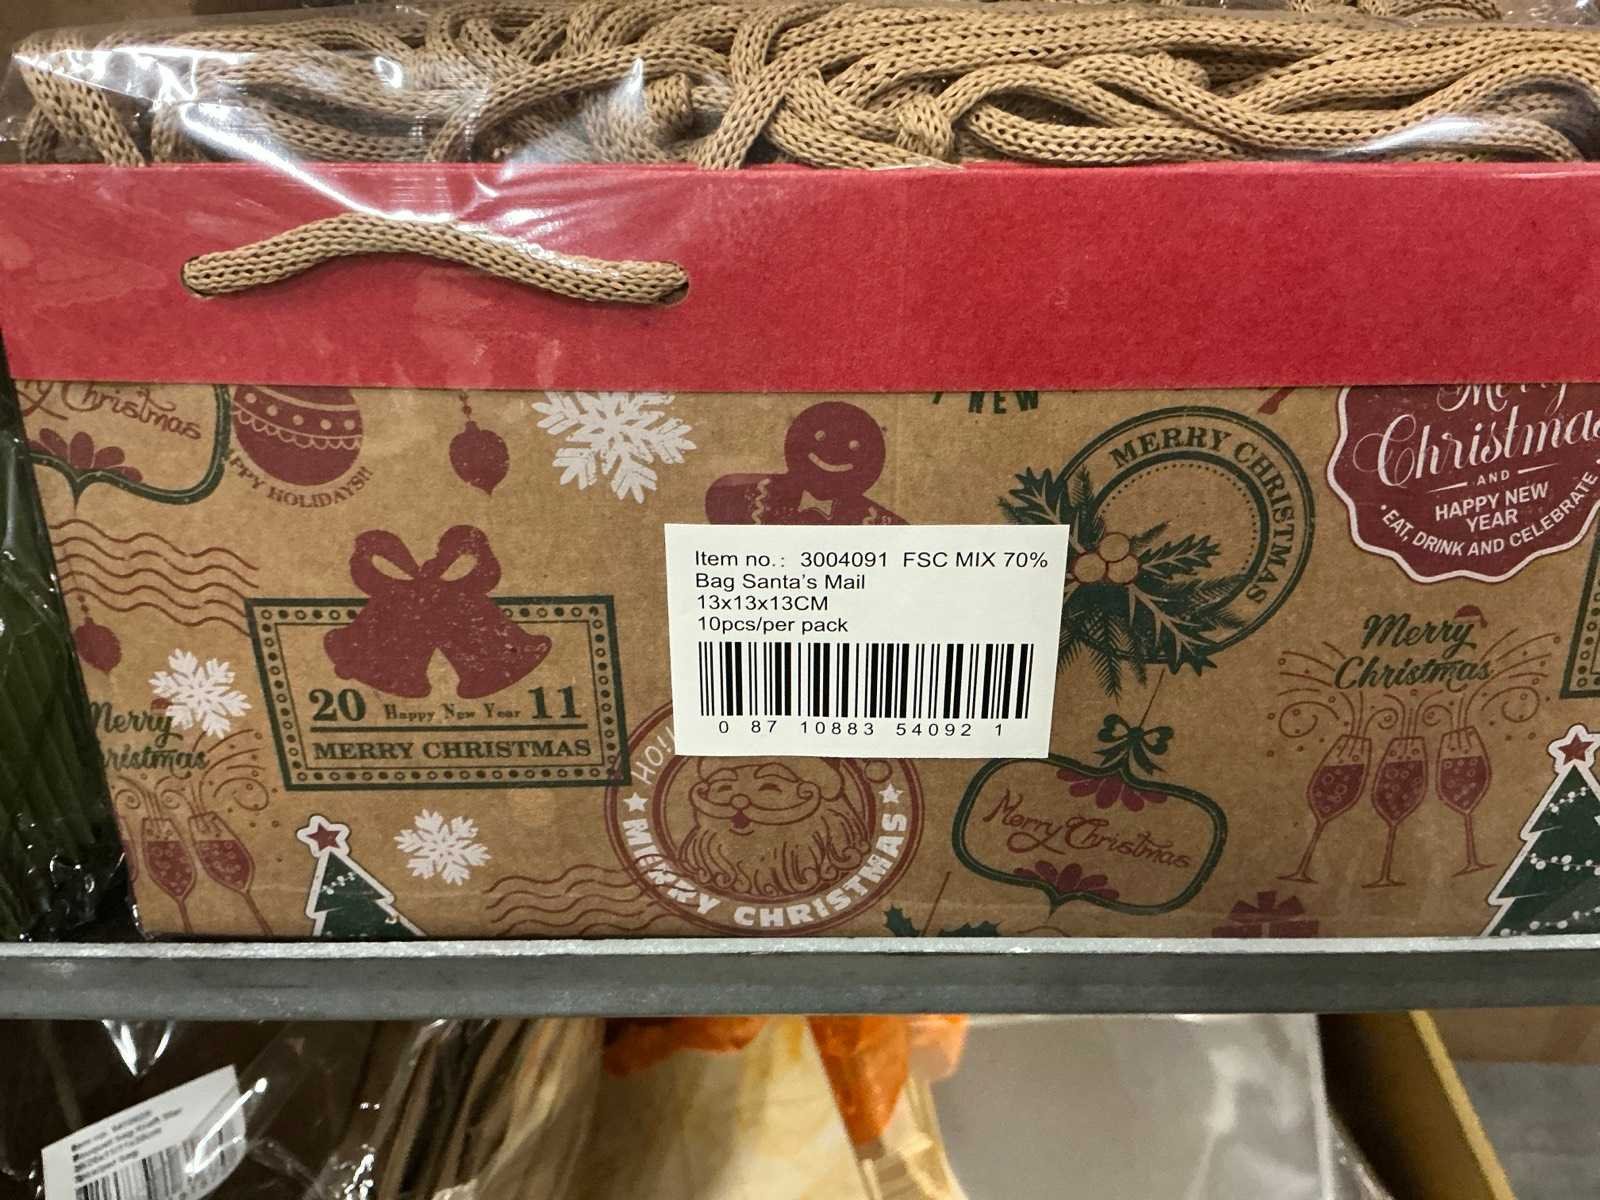 Christmas
HAPPY HOLIDAYS!!
NEW
MERRY CHRISTMAS
Merry
Christmas
AND
HAPPY NEW
YEAR
EAT, DRINK AND CELEBRATE
Item no.: 3004091 FSC MIX 70%
Bag Santa's Mail
13x13x13CM
10pcs/per pack
0 87 10883 54092 1
20 Happy New Year 11
MERRY CHRISTMAS
Merry
Christmas
Merry
Christmas
MERRY CHRISTMAS
Merry Christmas